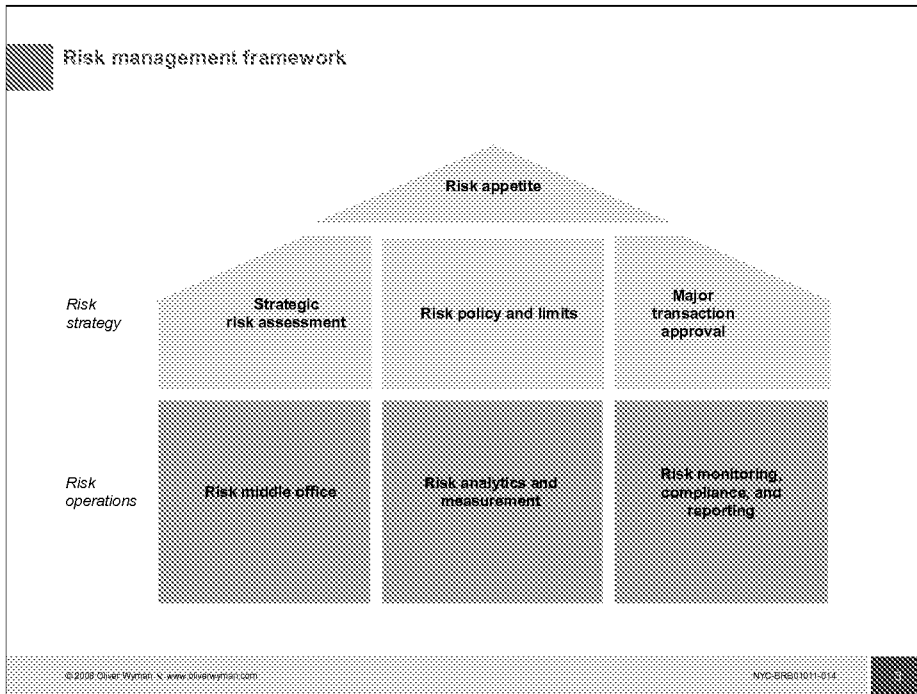 Risk management framework
Risk appetite
Risk
strategy
Strategic
risk assessment
Risk policy and limits
Major
transaction
approval
Risk
operations
Risk middle office
Risk analytics and
measurement
Risk monitoring,
compliance, and
reporting
© 2008 Oliver Wyman www.oliverwyman.com